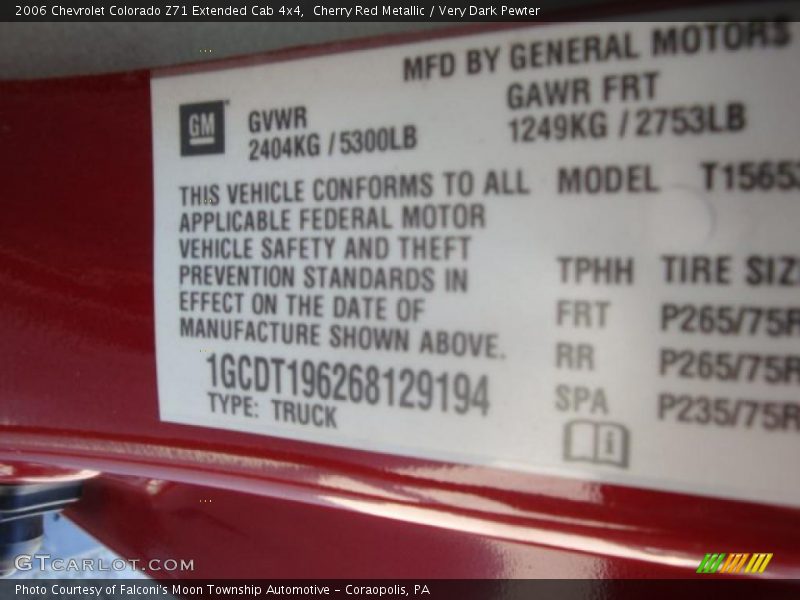 2006 Chevrolet Colorado Z71 Extended Cab 4x4,  Cherry Red Metallic / Very Dark Pewter
MFD BY GENERAL MOTORS
GM
GVWR
2404KG / 5300LB
GAWR FRT
1249KG / 2753LB
THIS VEHICLE CONFORMS TO ALL
APPLICABLE FEDERAL MOTOR
VEHICLE SAFETY AND THEFT
PREVENTION STANDARDS IN
EFFECT ON THE DATE OF
MANUFACTURE SHOWN ABOVE.
1GCDT196268129194
TYPE: TRUCK
MODEL T15653
TPHH TIRE SIZ
FRT P265/75R
RR P265/75R
SPA P235/75R
GTCARLOT.COM
Photo Courtesy of Falconi's Moon Township Automotive - Coraopolis, PA